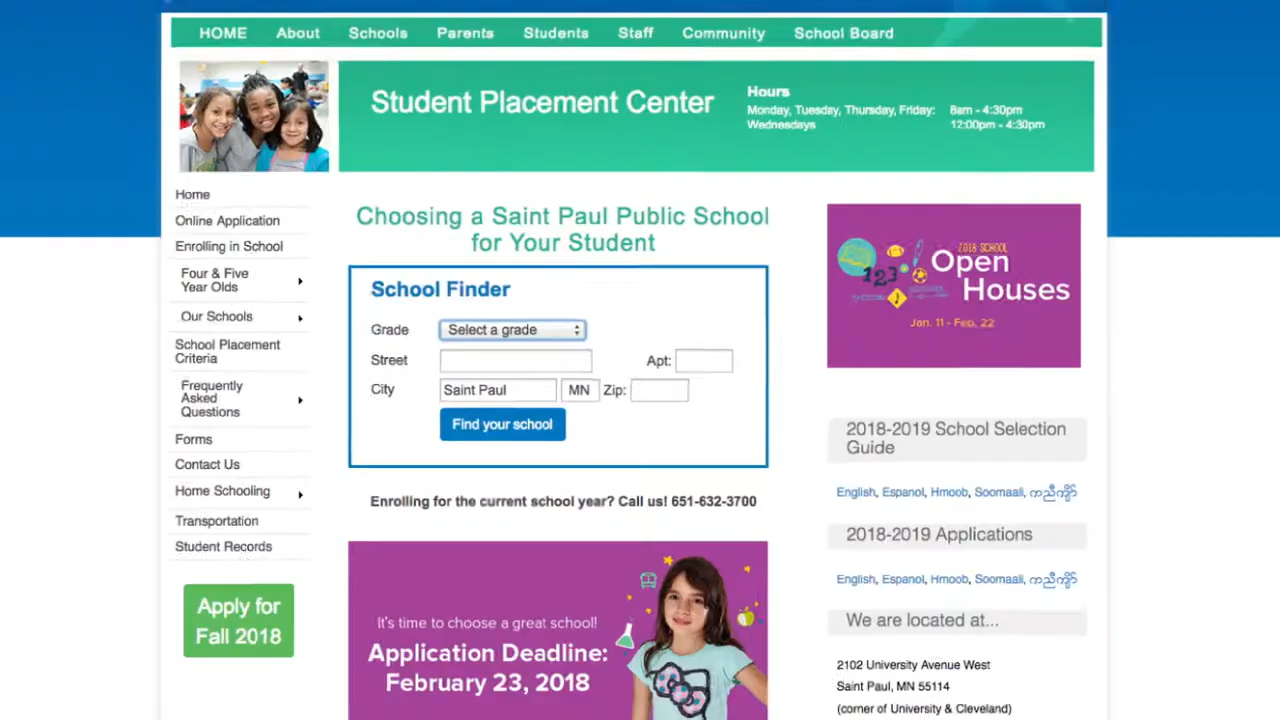 HOME About Schools Parents Students Staff Community School Board
Student Placement Center
Hours
Monday, Tuesday, Thursday, Friday: 8am - 4:30pm
Wednesdays 12:00pm - 4:30pm
Home
Online Application
Enrolling in School
Four & Five
Year Olds
Our Schools
School Placement
Criteria
Frequently
Asked
Questions
Forms
Contact Us
Home Schooling
Transportation
Student Records
Apply for
Fall 2018
Choosing a Saint Paul Public School
for Your Student
School Finder
Grade Select a grade
Street Apt:
City Saint Paul MN Zip:
Find your school
Enrolling for the current school year? Call us! 651-632-3700
It's time to choose a great school!
Application Deadline:
February 23, 2018
2018 SCHOOL
Open
Houses
123
Jan. 11 - Feb. 22
2018-2019 School Selection
Guide
English, Espanol, Hmoob, Soomaali, ကညီကျိာ်
2018-2019 Applications
English, Espanol, Hmoob, Soomaali, ကညီကျိာ်
We are located at...
2102 University Avenue West
Saint Paul, MN 55114
(corner of University & Cleveland)